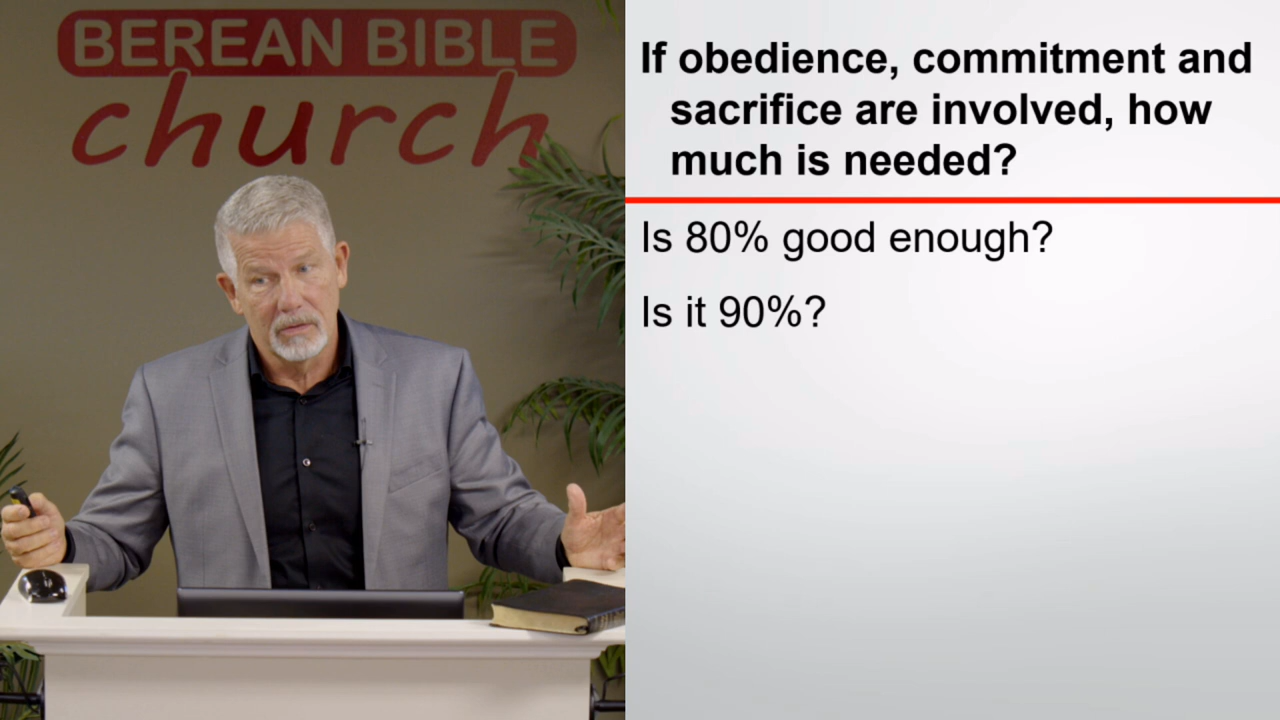 BEREAN BIBLE
church
If obedience, commitment and
sacrifice are involved, how
much is needed?
Is 80% good enough?
Is it 90%?